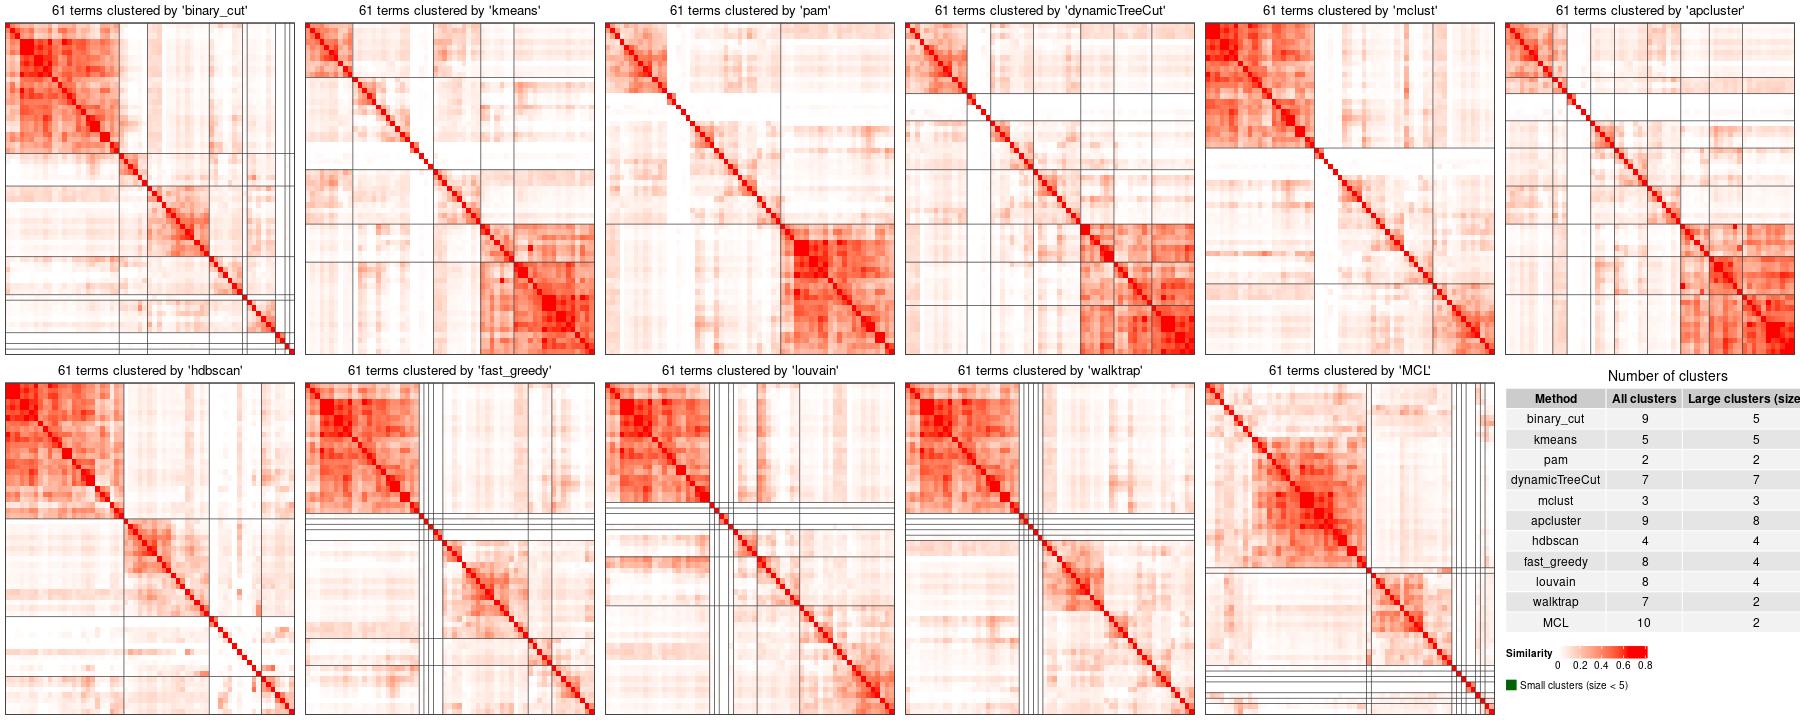 61 terms clustered by 'binary_cut'
61 terms clustered by 'kmeans'
61 terms clustered by 'pam'
61 terms clustered by 'dynamicTreeCut'
61 terms clustered by 'mclust'
61 terms clustered by 'apcluster'
61 terms clustered by 'hdbscan'
61 terms clustered by 'fast_greedy'
61 terms clustered by 'louvain'
61 terms clustered by 'walktrap'
61 terms clustered by 'MCL'
Number of clusters
Method All clusters Large clusters (size
binary_cut 9 5
kmeans 5 5
pam 2 2
dynamicTreeCut 7 7
mclust 3 3
apcluster 9 8
hdbscan 4 4
fast_greedy 8 4
louvain 8 4
walktrap 7 2
MCL 10 2
Similarity
0 0.2 0.4 0.6 0.8
Small clusters (size < 5)